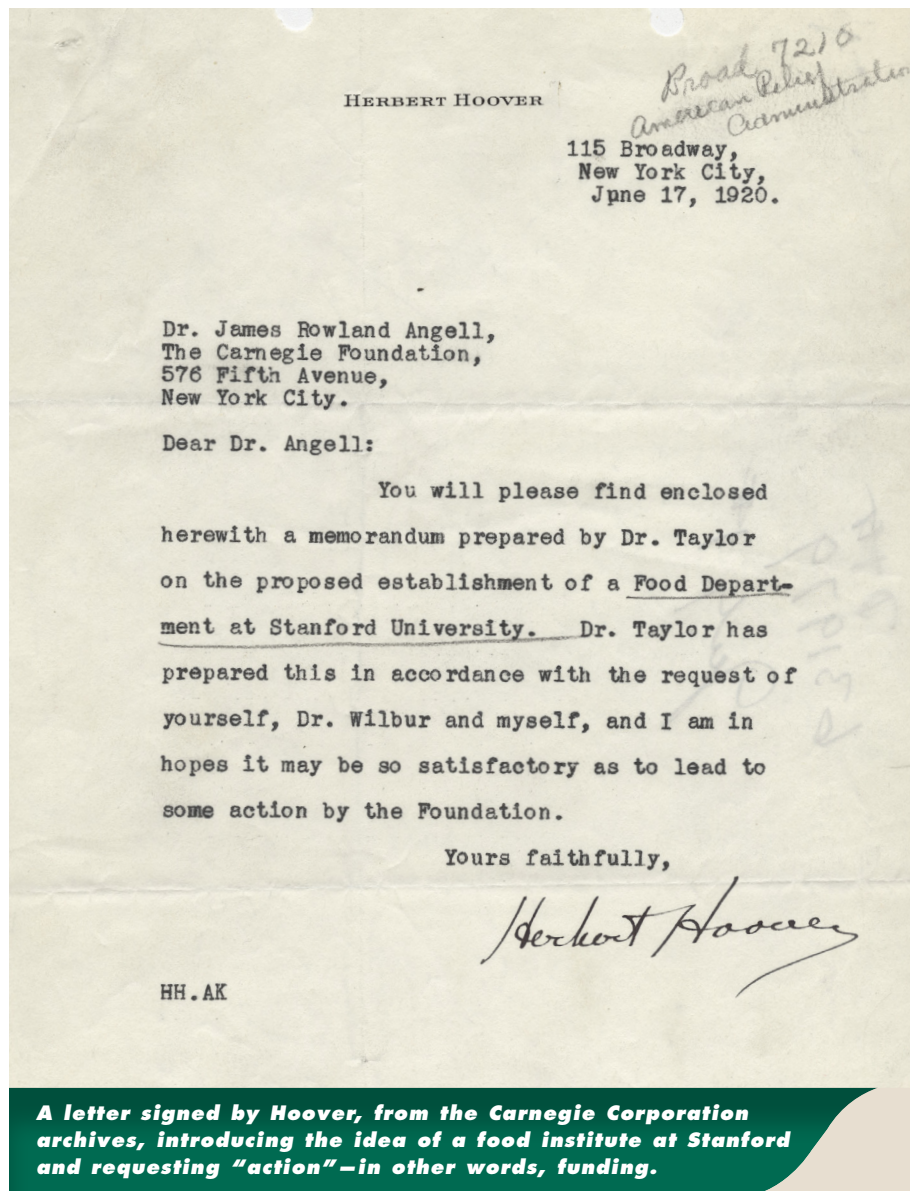 Broad 7210
American Relief
Administration
HERBERT HOOVER
115 Broadway,
New York City,
Jpne 17, 1920.
Dr. James Rowland Angell,
The Carnegie Foundation,
576 Fifth Avenue,
New York City.
Dear Dr. Angell:
You will please find enclosed
herewith a memorandum prepared by Dr. Taylor
on the proposed establishment of a Food Depart-
ment at Stanford University. Dr. Taylor has
prepared this in accordance with the request of
yourself, Dr. Wilbur and myself, and I am in
hopes it may be so satisfactory as to lead to
some action by the Foundation.
Yours faithfully,
Herbert Hoover
HH.AK
A letter signed by Hoover, from the Carnegie Corporation
archives, introducing the idea of a food institute at Stanford
and requesting “action”—in other words, funding.